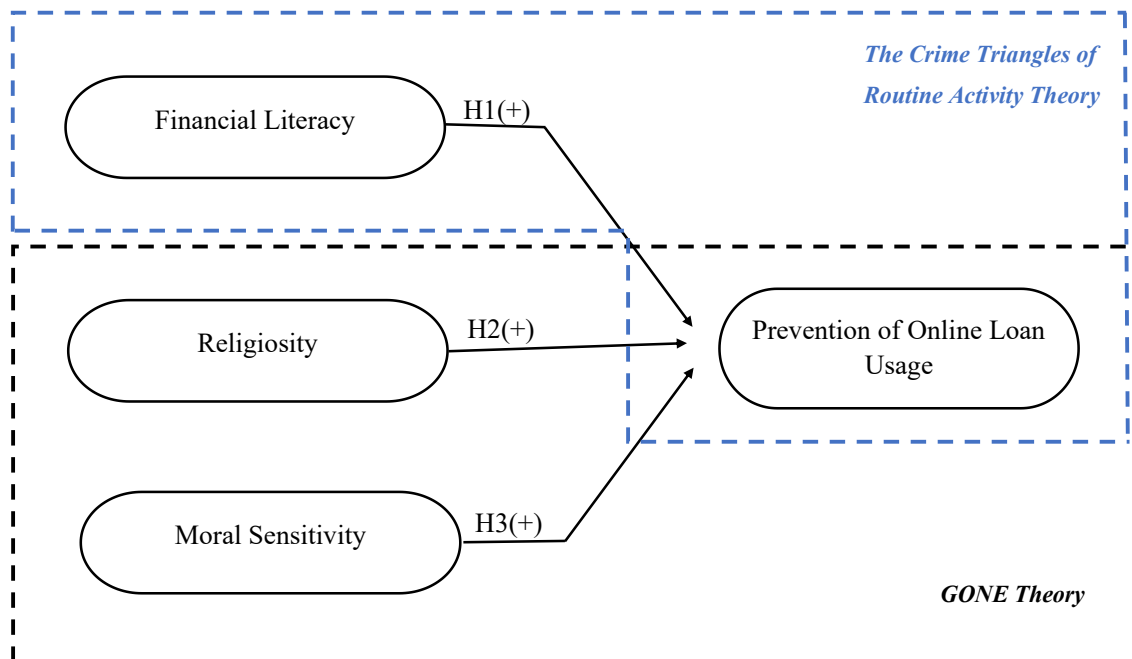 The Crime Triangles of
Routine Activity Theory
Financial Literacy
H1(+)
Religiosity
H2(+)
Prevention of Online Loan
Usage
Moral Sensitivity
H3(+)
GONE Theory